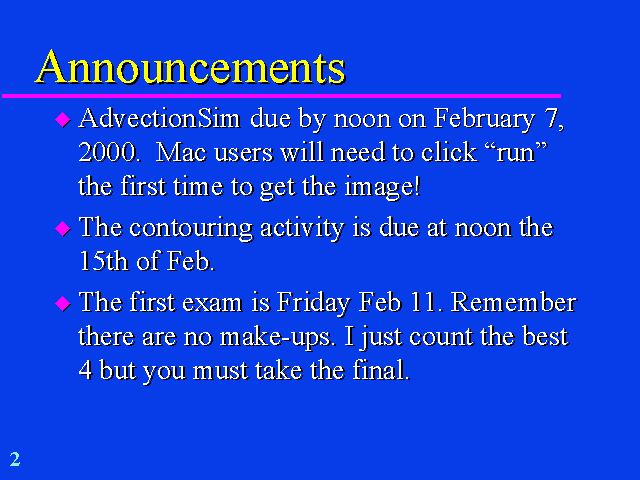 Announcements
AdvectionSim due by noon on February 7,
2000.  Mac users will need to click “run”
the first time to get the image!
The contouring activity is due at noon the
15th of Feb.
The first exam is Friday Feb 11. Remember
there are no make-ups. I just count the best
4 but you must take the final.
2